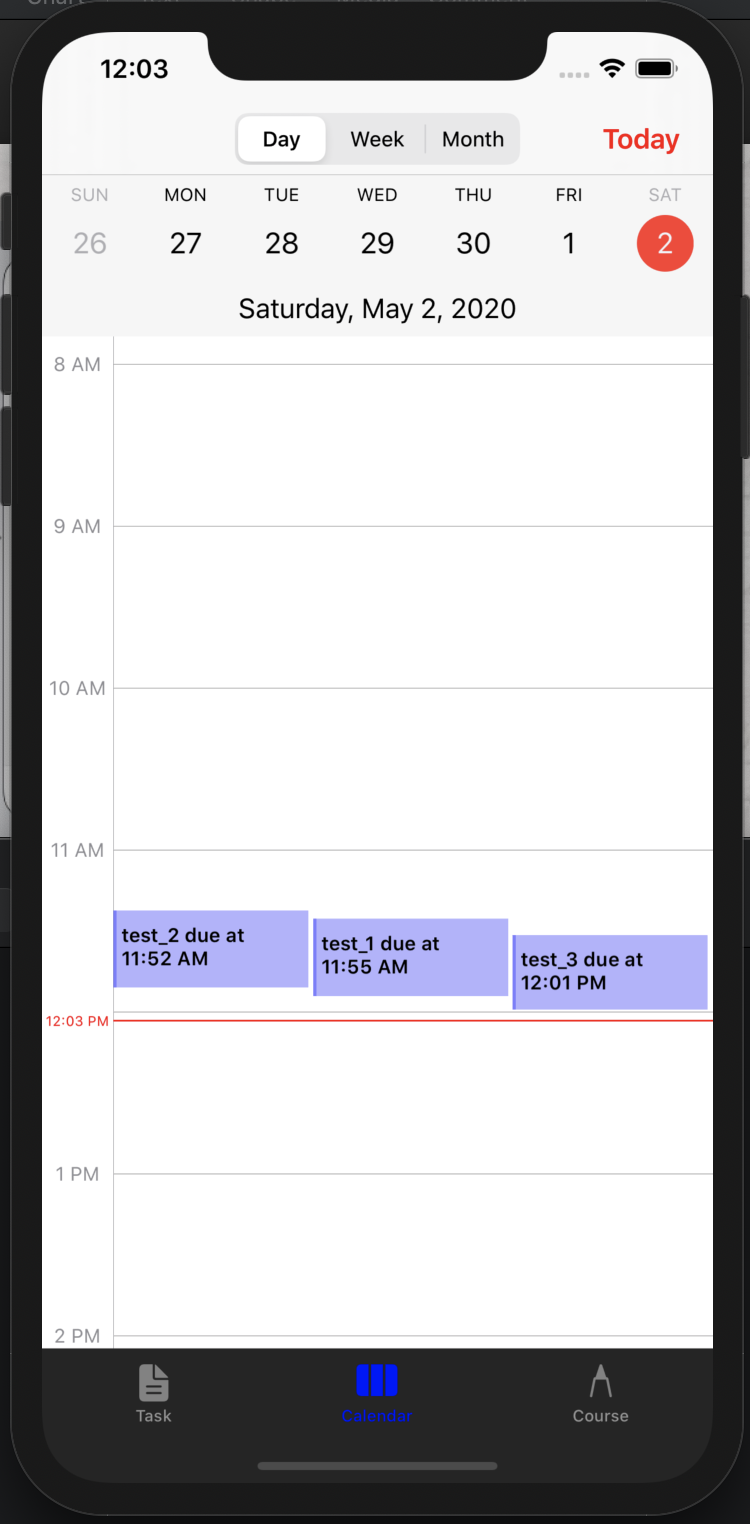 12:03
Day Week Month Today
SUN MON TUE WED THU FRI SAT
26 27 28 29 30 1 2
Saturday, May 2, 2020
8 AM
9 AM
10 AM
11 AM
test_2 due at
11:52 AM
test_1 due at
11:55 AM
test_3 due at
12:01 PM
12:03 PM
1 PM
2 PM
Task Calendar Course